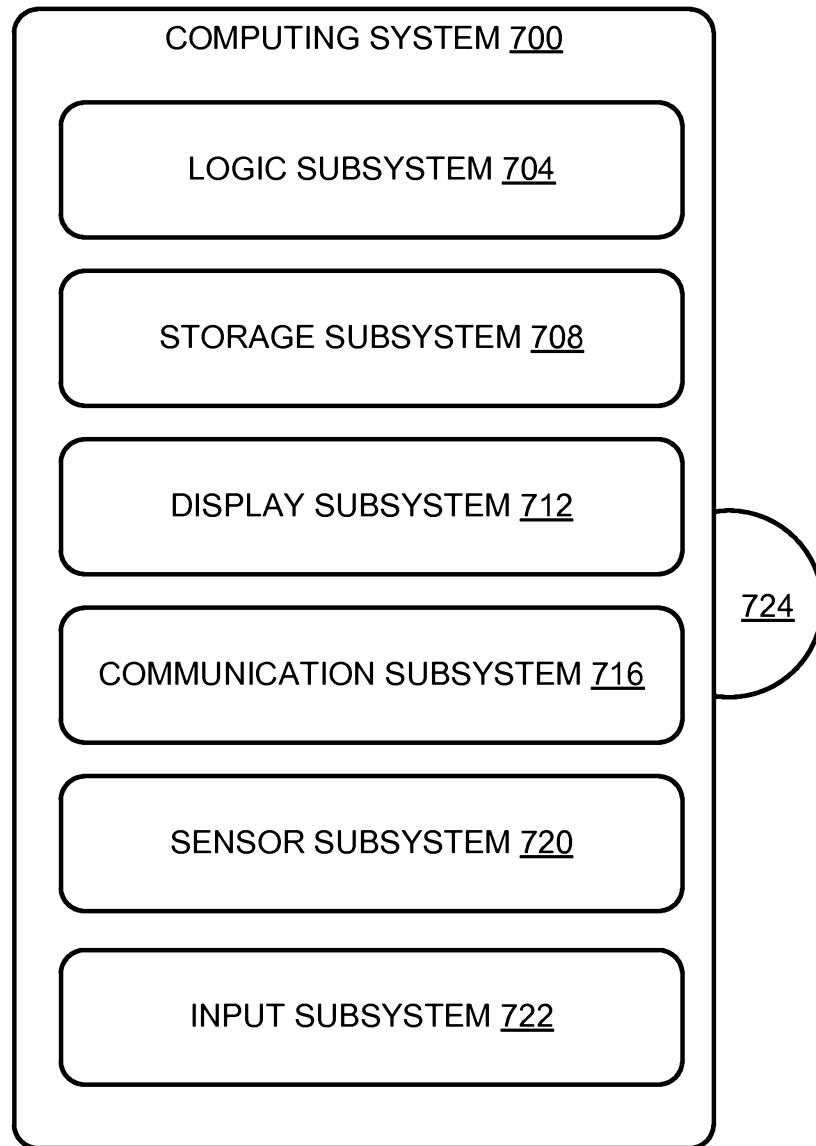 COMPUTING SYSTEM 700
LOGIC SUBSYSTEM 704
STORAGE SUBSYSTEM 708
DISPLAY SUBSYSTEM 712
724
COMMUNICATION SUBSYSTEM 716
SENSOR SUBSYSTEM 720
INPUT SUBSYSTEM 722